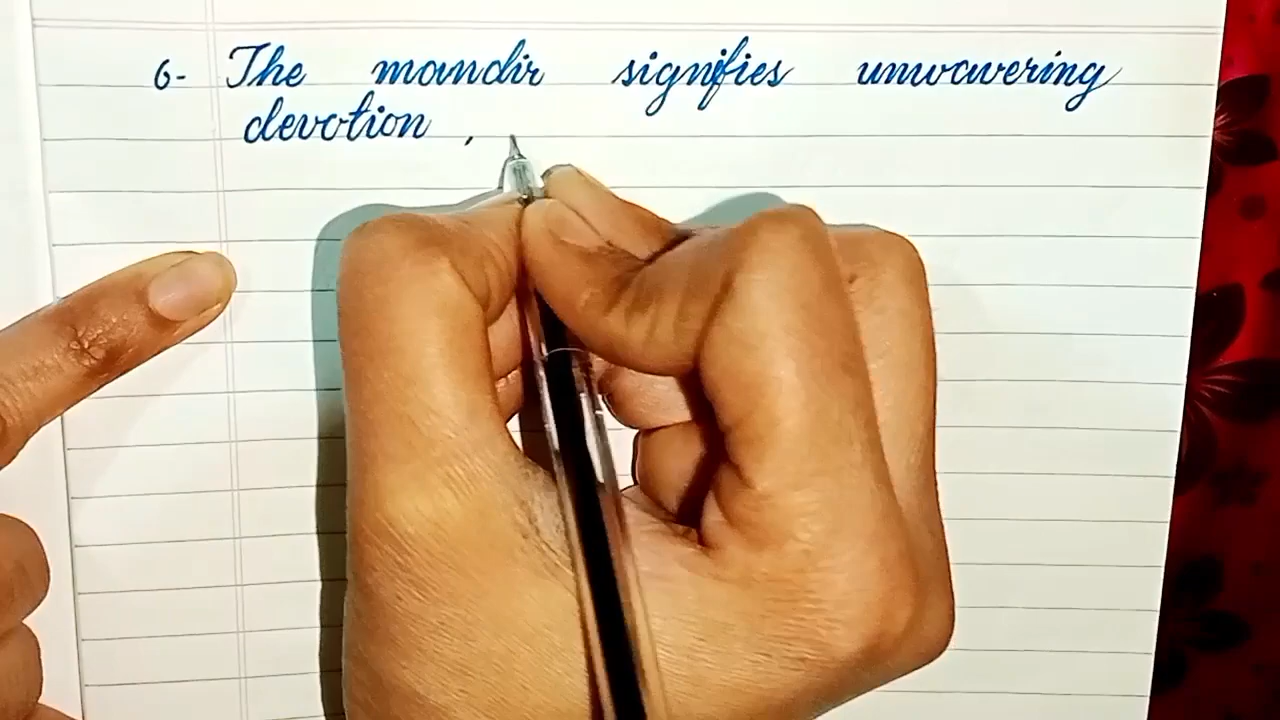 6- The mandir signifies unwavering
devotion ,